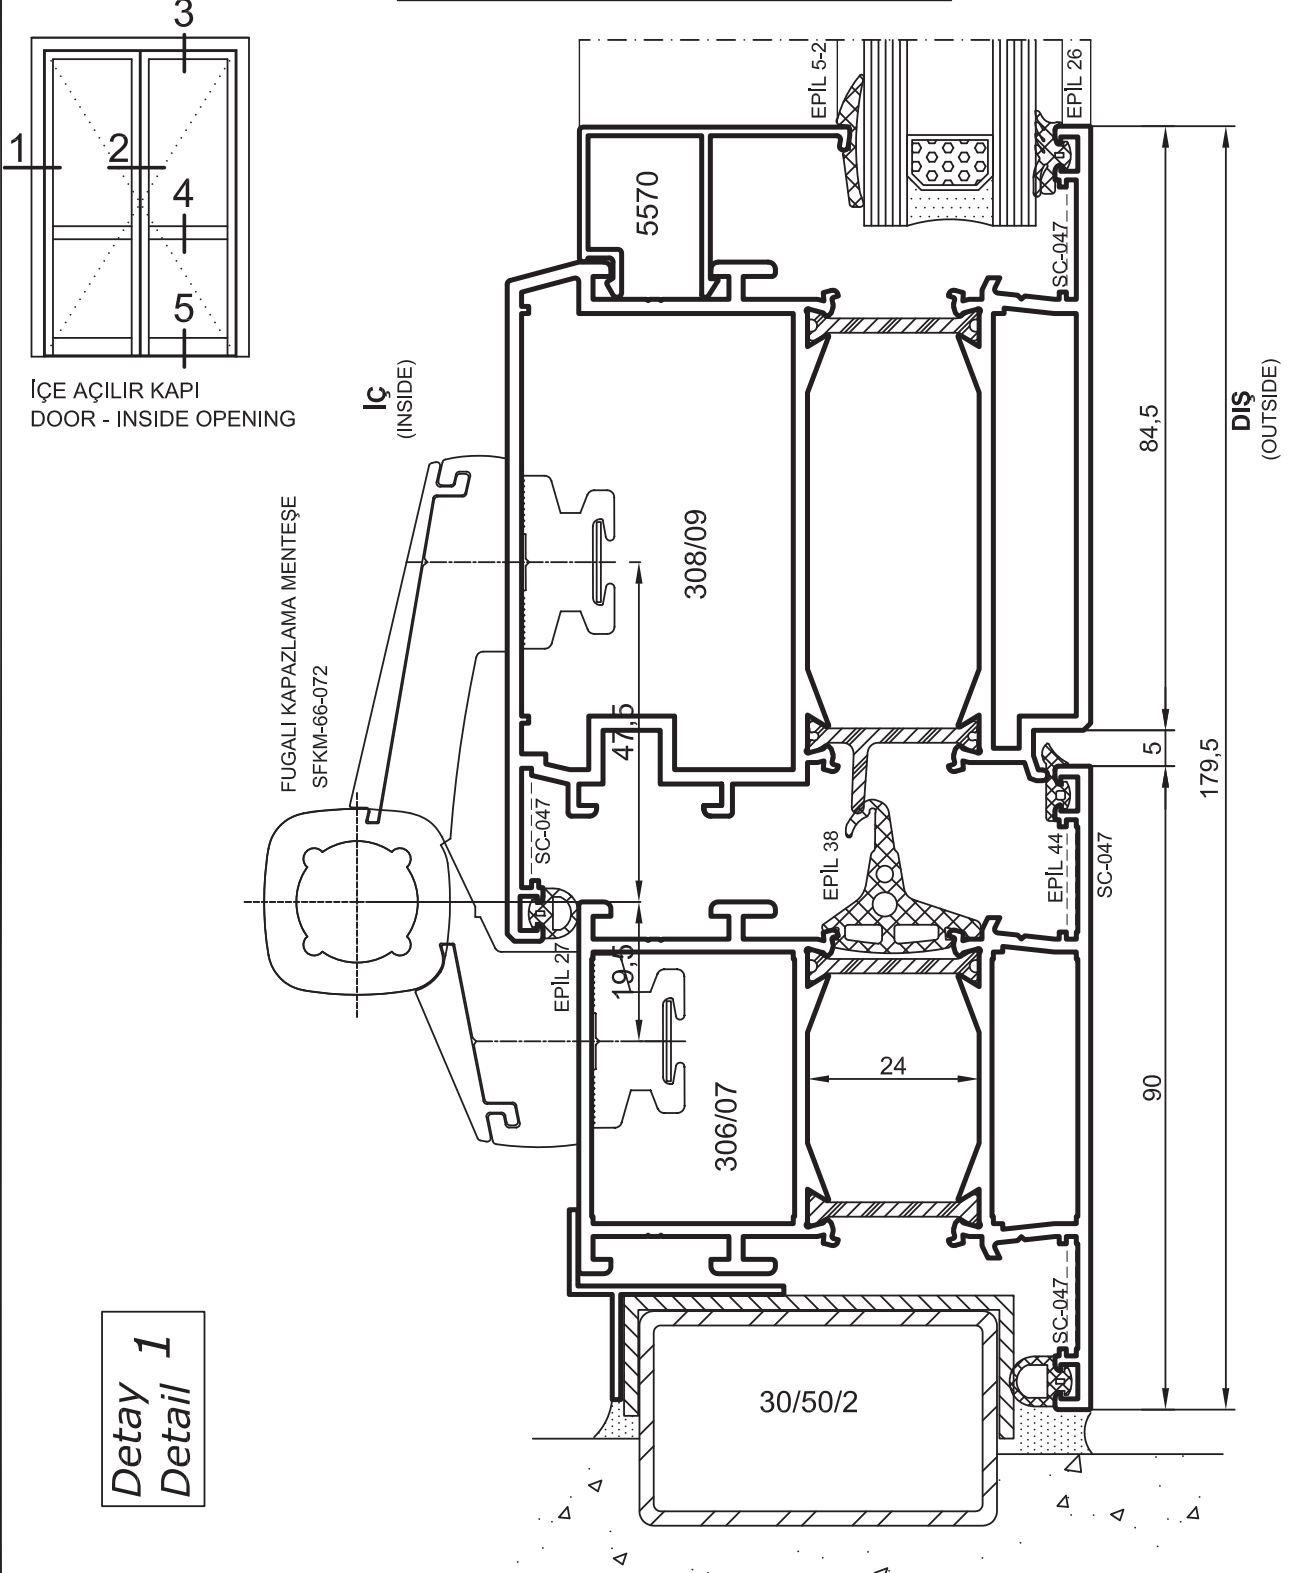 3
1
2
4
5
İÇE AÇILIR KAPI
DOOR - INSIDE OPENING
İÇ
(INSIDE)
DIŞ
(OUTSIDE)
EPİL 5-2
EPİL 26
5570
SC-047
84,5
FUGALI KAPAZLAMA MENTEŞE
SFKM-66-072
308/09
47,5
5
179,5
SC-047
EPİL 38
EPİL 44
SC-047
EPİL 27
19,5
24
90
306/07
SC-047
30/50/2
Detay
Detail 1